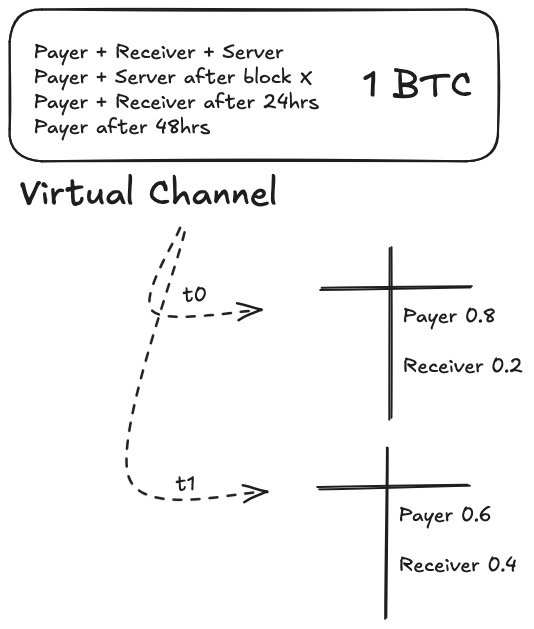 Payer + Receiver + Server
Payer + Server after block X
Payer + Receiver after 24hrs
Payer after 48hrs
1 BTC
Virtual Channel
t0
Payer 0.8
Receiver 0.2
t1
Payer 0.6
Receiver 0.4